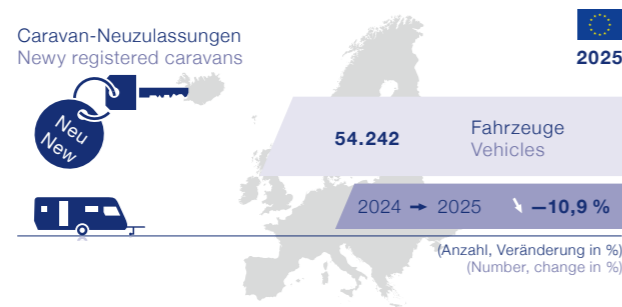 Caravan-Neuzulassungen
Newy registered caravans
2025
Neu
New
54.242
Fahrzeuge
Vehicles
2024 → 2025 ↘ –10,9 %
(Anzahl, Veränderung in %)
(Number, change in %)